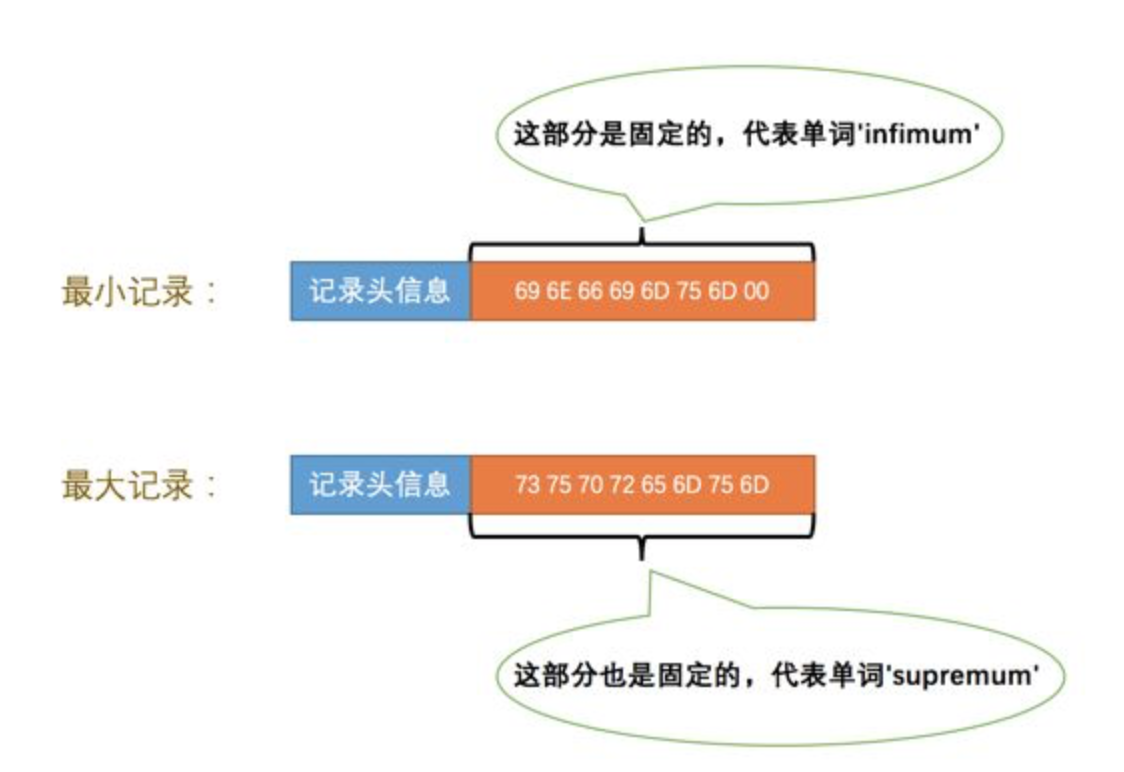 这部分是固定的，代表单词'infimum'
最小记录：
记录头信息
69 6E 66 69 6D 75 6D 00
最大记录：
记录头信息
73 75 70 72 65 6D 75 6D
这部分也是固定的，代表单词'supremum'